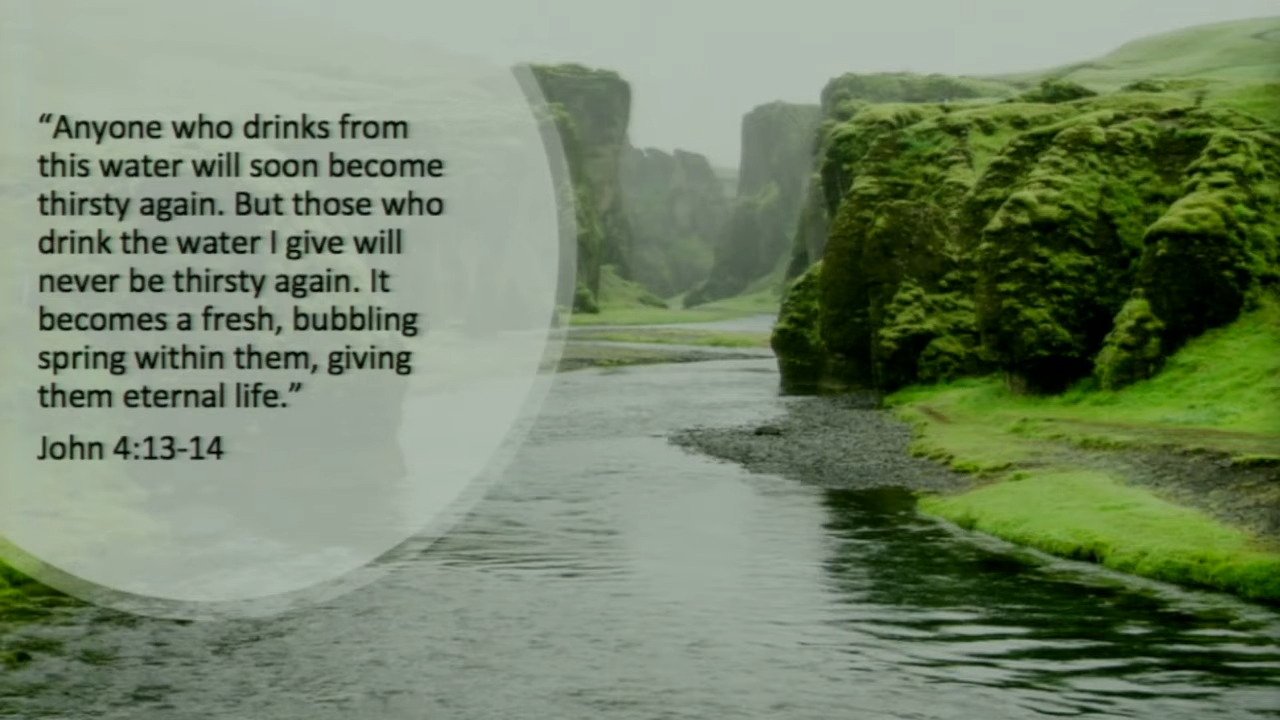 “Anyone who drinks from
this water will soon become
thirsty again. But those who
drink the water I give will
never be thirsty again. It
becomes a fresh, bubbling
spring within them, giving
them eternal life.”
John 4:13-14